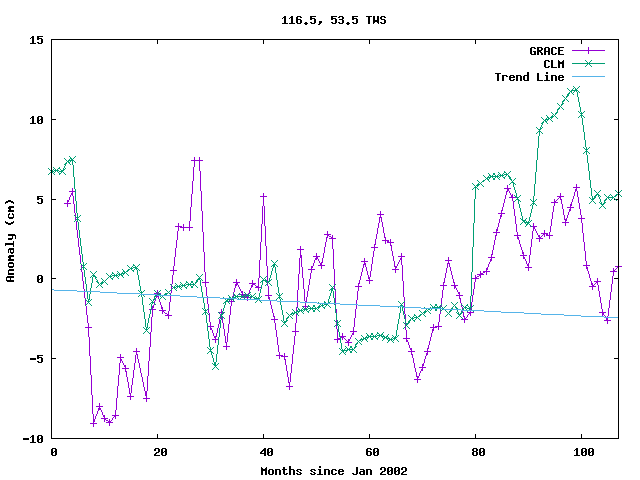 116.5, 53.5 TWS
GRACE
CLM
Trend Line
15
10
5
0
-5
-10
Anomaly (cm)
0 20 40 60 80 100
Months since Jan 2002